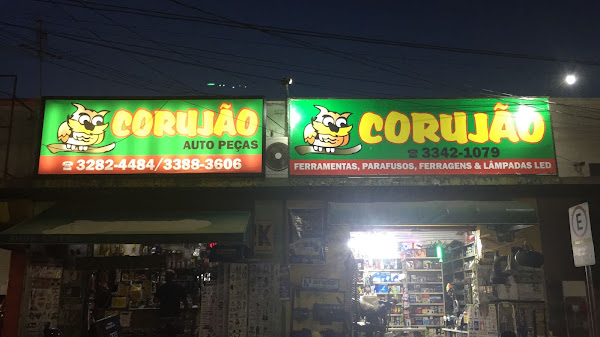 CORUJÃO
AUTO PEÇAS
☎ 3282-4484/3388-3606
CORUJÃO
☎ 3342-1079
FERRAMENTAS, PARAFUSOS, FERRAGENS & LÂMPADAS LED
E
K